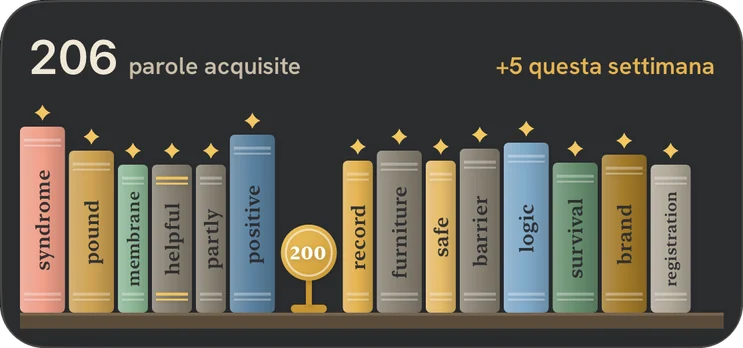 206 parole acquisite
+5 questa settimana
syndrome
pound
membrane
helpful
partly
positive
200
record
furniture
safe
barrier
logic
survival
brand
registration